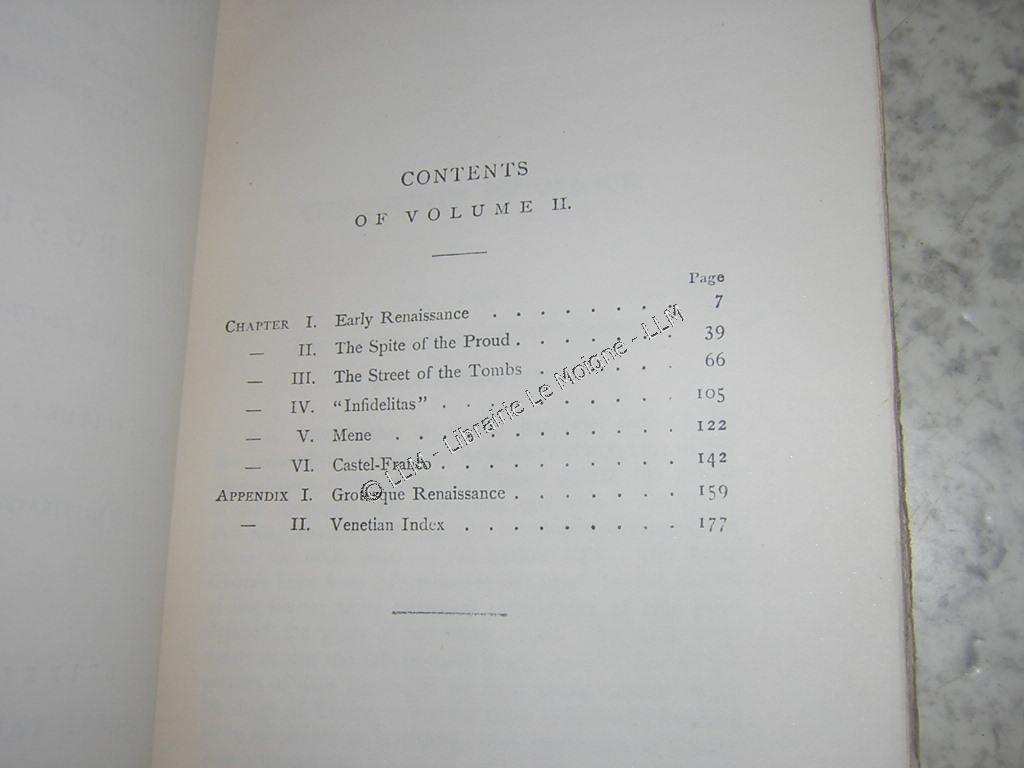 CONTENTS
OF VOLUME II.
Page
CHAPTER I. Early Renaissance . . . . . . . 7
— II. The Spite of the Proud . . . . . . . 39
— III. The Street of the Tombs . . . . . . 66
— IV. "Infidelitas" . . . . . . . . . . 105
— V. Mene . . . . . . . . . . . 122
— VI. Castel-Franco . . . . . . . . . . 142
APPENDIX I. Grotesque Renaissance . . . . . . . 159
— II. Venetian Index . . . . . . . . . 177
© LLM - Librairie Le Moigne - LLM